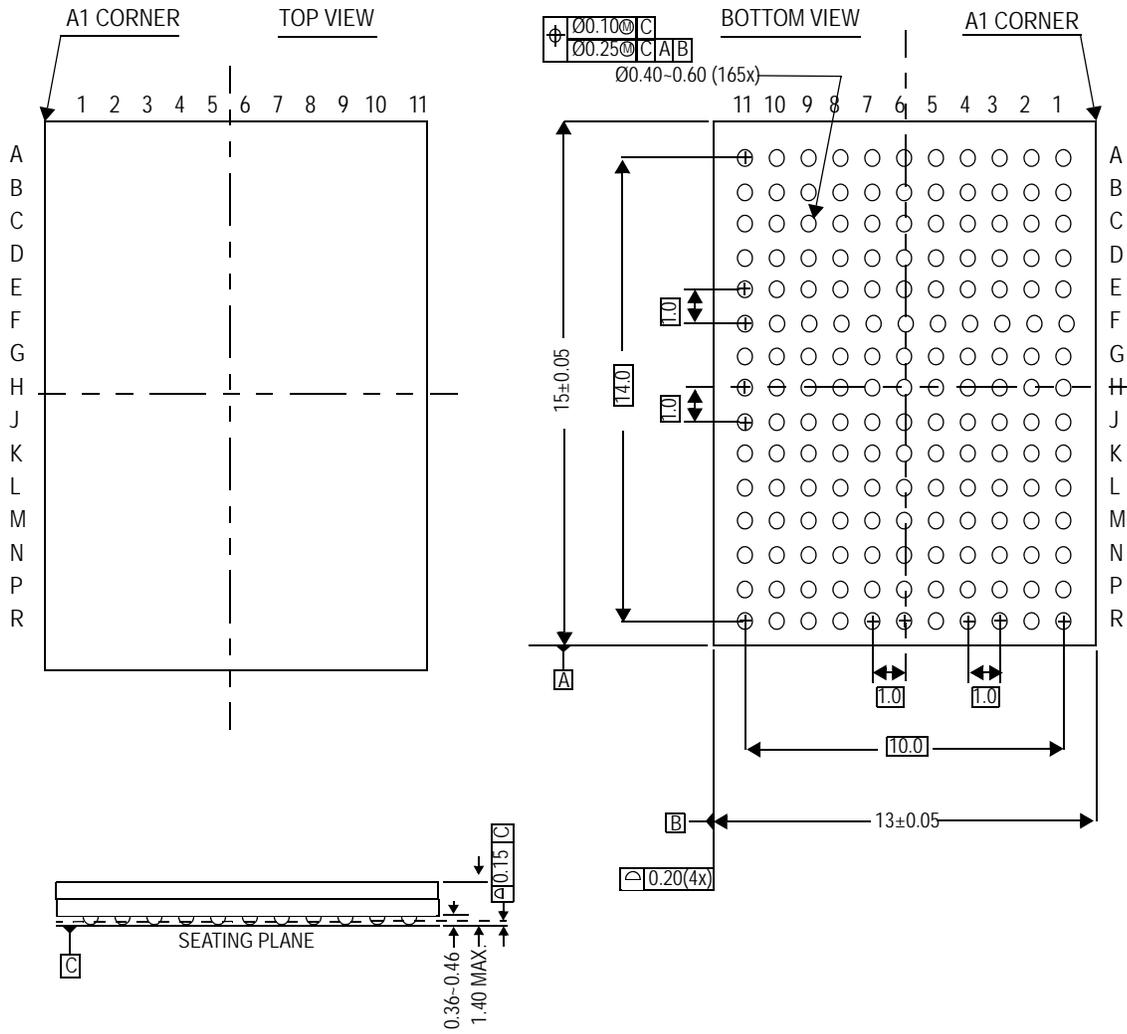 A1 CORNER
TOP VIEW
1 2 3 4 5 6 7 8 9 10 11
A
B
C
D
E
F
G
H
J
K
L
M
N
P
R
Ø0.10Ⓜ C
Ø0.25Ⓜ C A B
BOTTOM VIEW
A1 CORNER
Ø0.40~0.60 (165x)
11 10 9 8 7 6 5 4 3 2 1
A
B
C
D
E
F
G
H
J
K
L
M
N
P
R
1.0
1.0
15±0.05
14.0
A
1.0
1.0
10.0
B
13±0.05
0.20(4x)
0.15 C
SEATING PLANE
C
0.36~0.46
1.40 MAX.